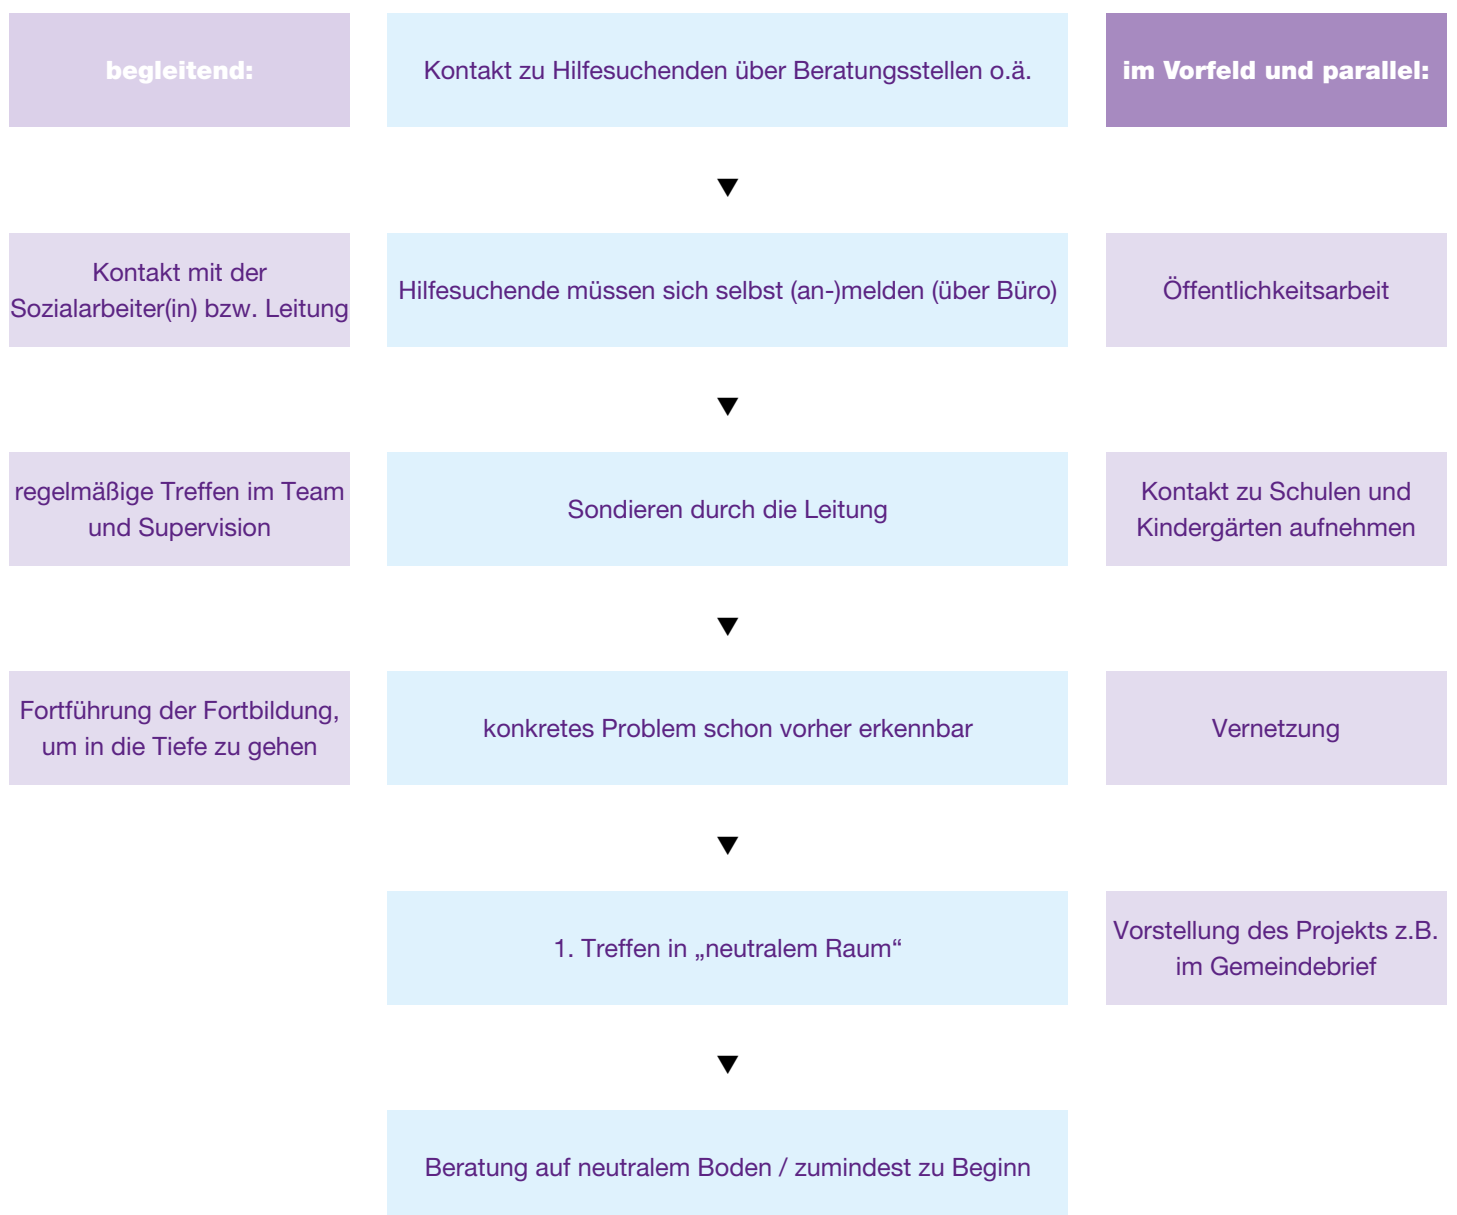 begleitend:
Kontakt zu Hilfesuchenden über Beratungsstellen o.ä.
im Vorfeld und parallel:
Kontakt mit der
Sozialarbeiter(in) bzw. Leitung
Hilfesuchende müssen sich selbst (an-)melden (über Büro)
Öffentlichkeitsarbeit
regelmäßige Treffen im Team
und Supervision
Sondieren durch die Leitung
Kontakt zu Schulen und
Kindergärten aufnehmen
Fortführung der Fortbildung,
um in die Tiefe zu gehen
konkretes Problem schon vorher erkennbar
Vernetzung
1. Treffen in „neutralem Raum“
Vorstellung des Projekts z.B.
im Gemeindebrief
Beratung auf neutralem Boden / zumindest zu Beginn